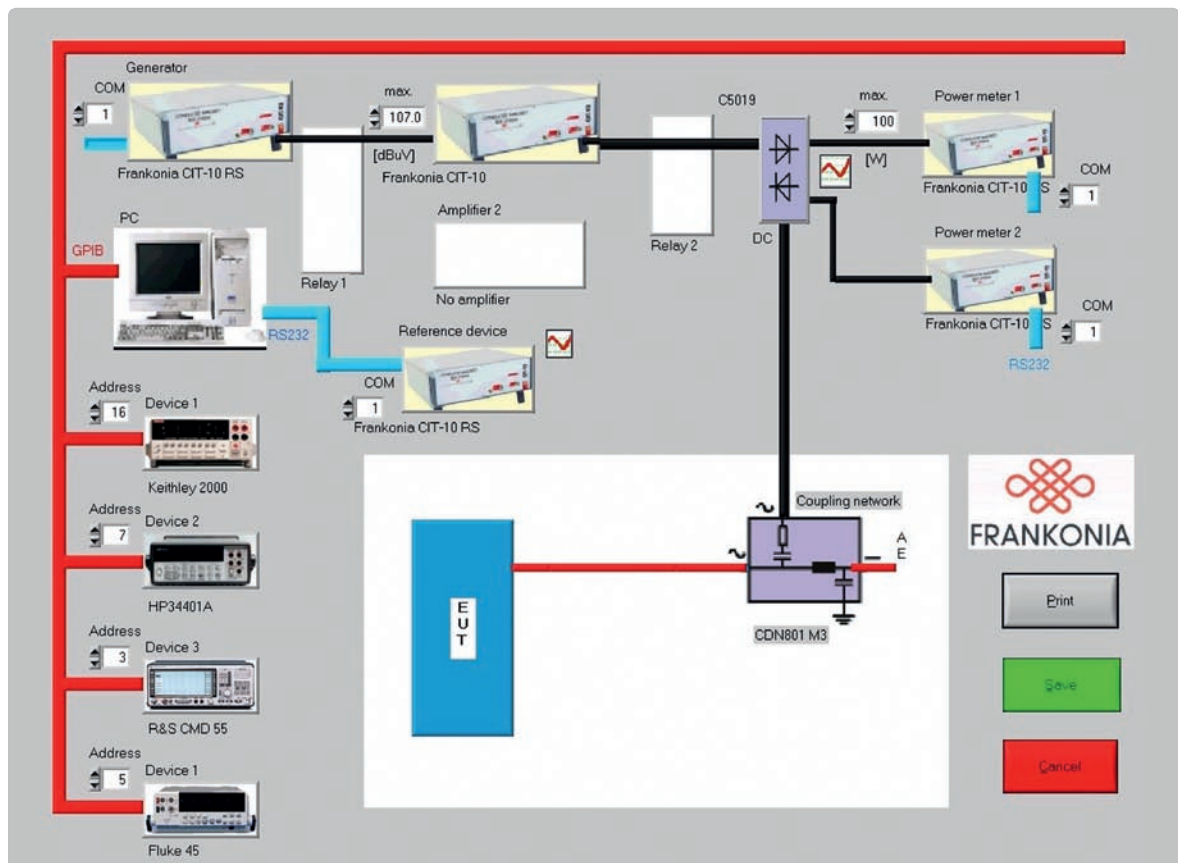 Generator
COM
1
Frankonia CIT-10 RS
max.
107.0
[dBuV]
Frankonia CIT-10
C5019
max.
100
[W]
Power meter 1
Frankonia CIT-10 RS
COM
1
PC
GPIB
RS232
Relay 1
Amplifier 2
No amplifier
Relay 2
DC
Power meter 2
Frankonia CIT-10 RS
COM
1
RS232
Reference device
COM
1
Frankonia CIT-10 RS
Address
16
Device 1
Keithley 2000
Address
7
Device 2
HP34401A
Address
3
Device 3
R&S CMD 55
Address
5
Device 1
Fluke 45
EUT
Coupling network
A
E
CDN801 M3
FRANKONIA
Print
Save
Cancel